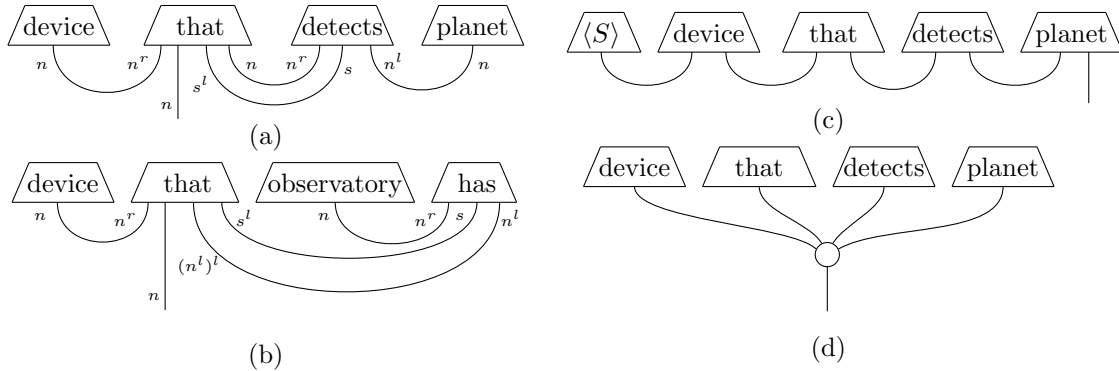 device that detects planet
n n^r n s^l n n^r s n^l n
(a)
device that observatory has
n n^r n (n^l)^l s^l n n^r s n^l
(b)
⟨S⟩ device that detects planet
(c)
device that detects planet
(d)